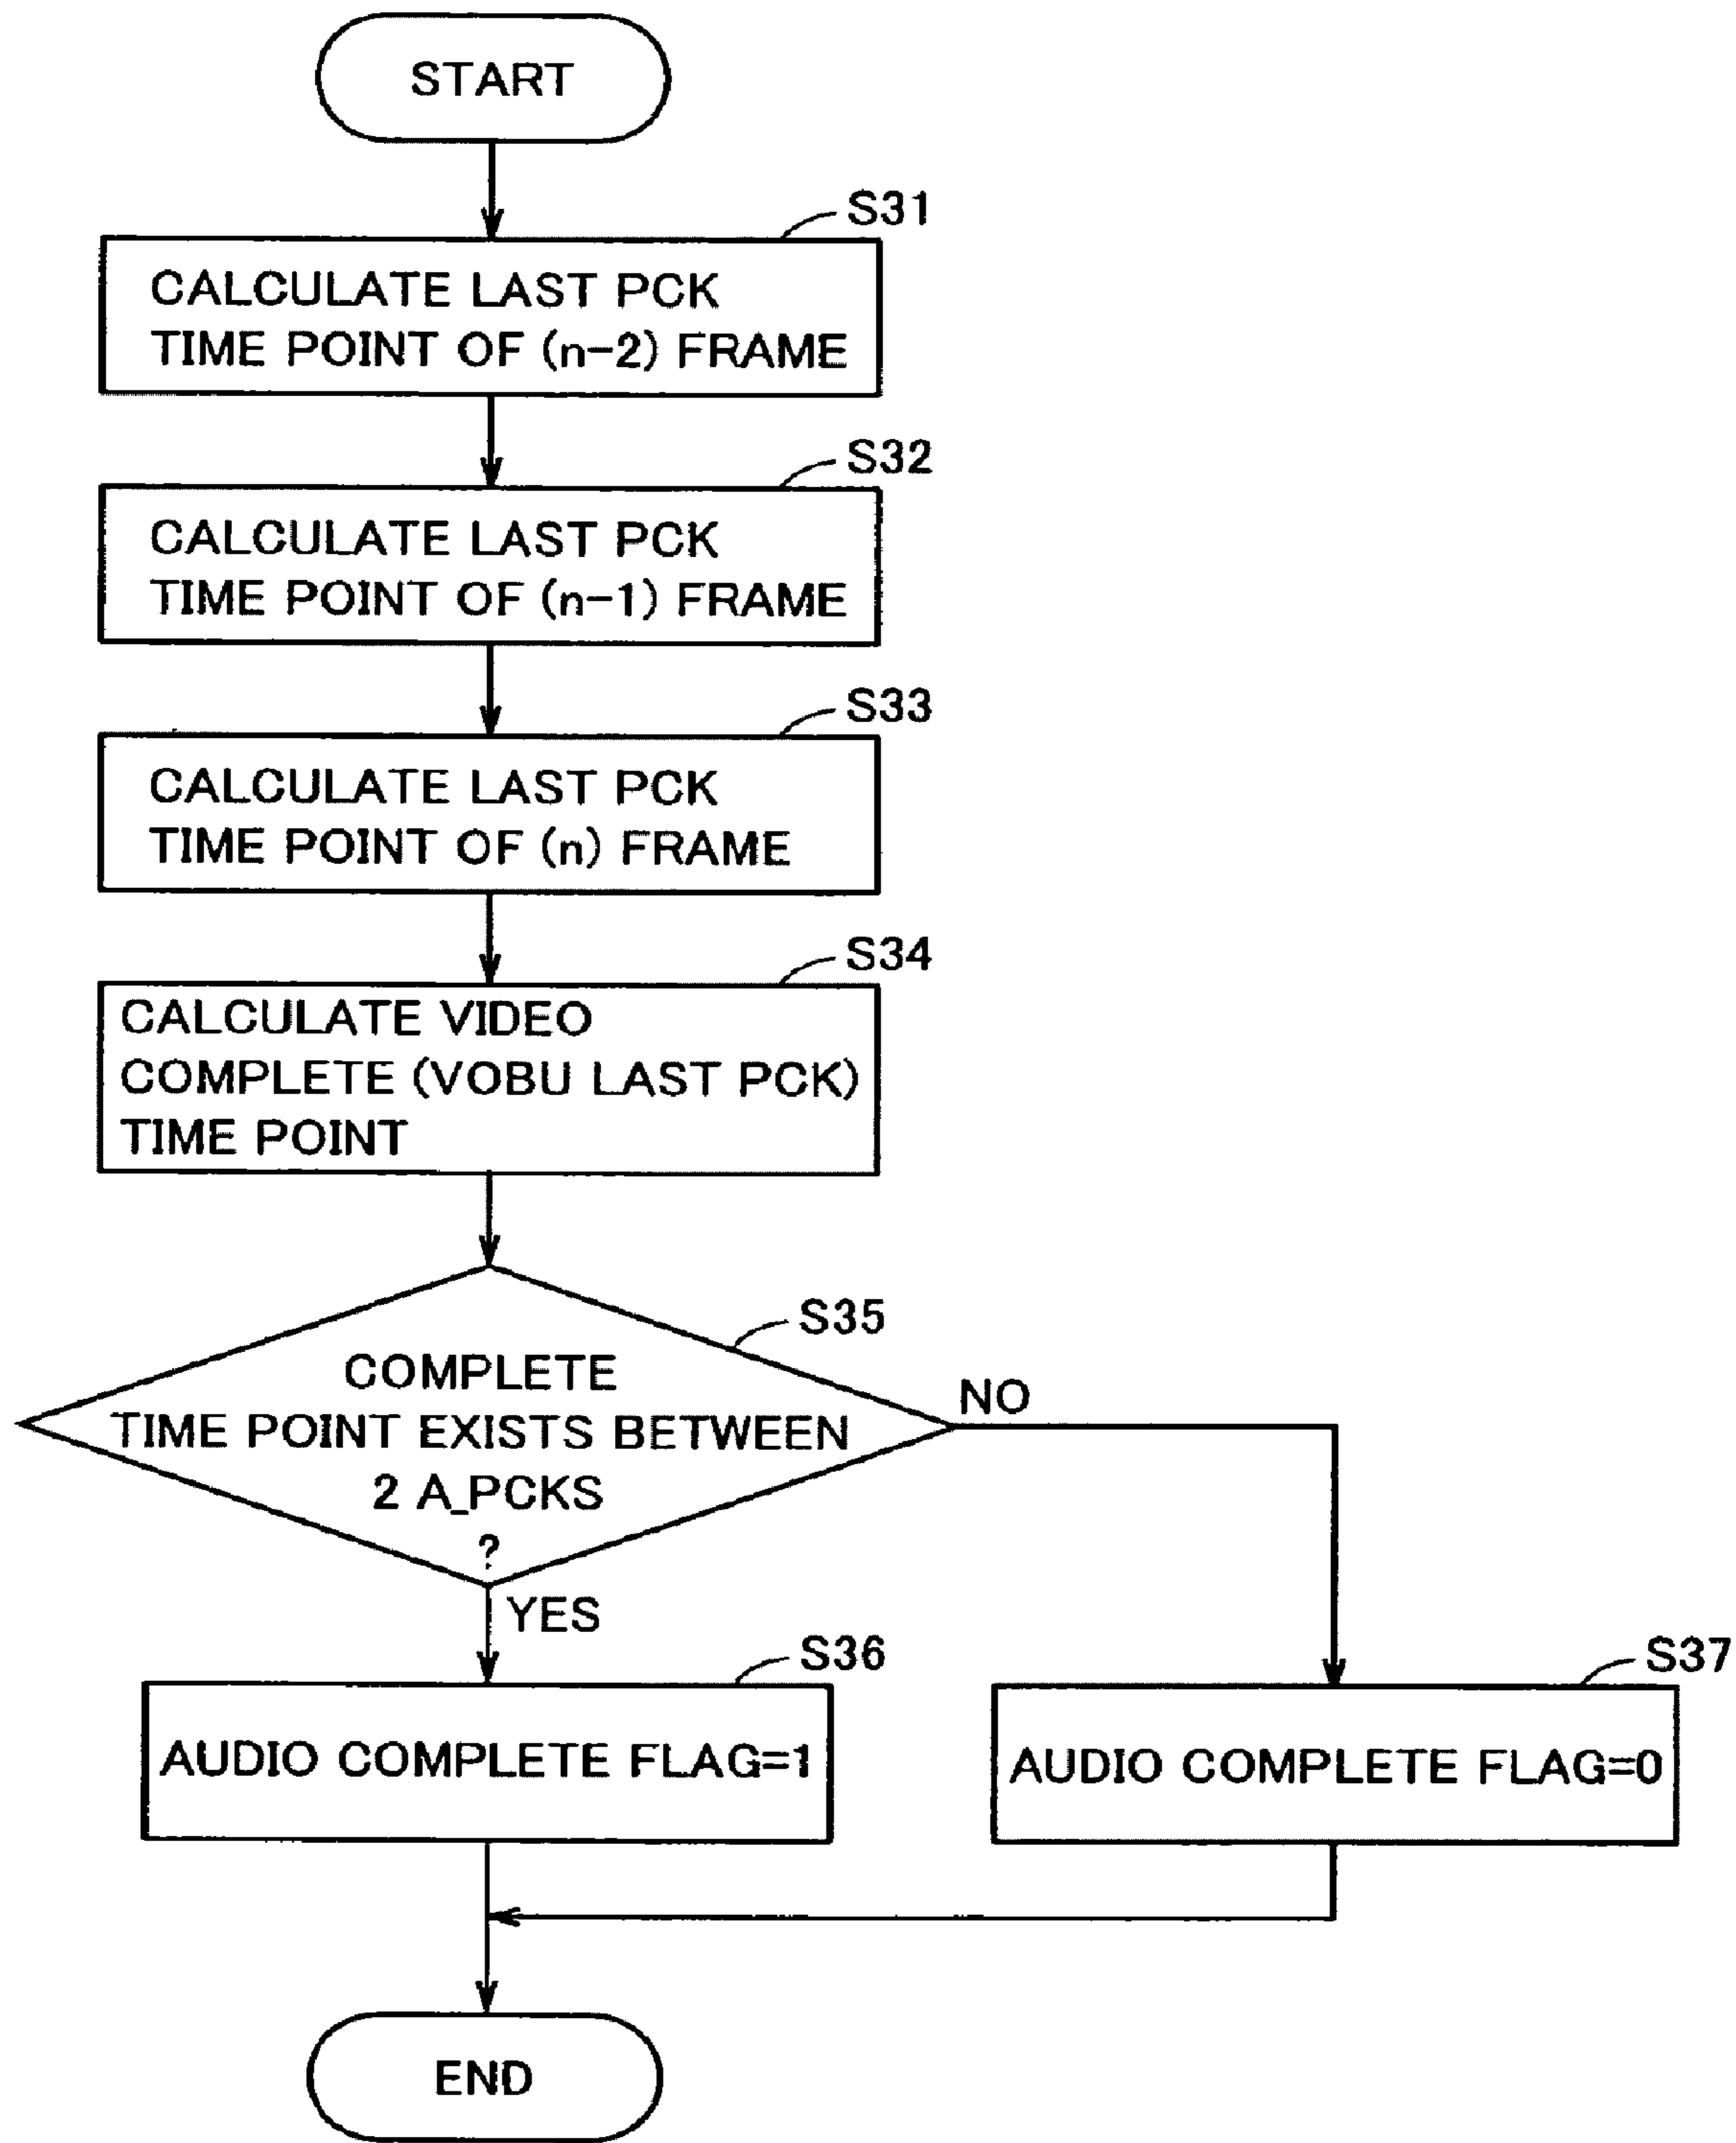 START
S31
CALCULATE LAST PCK
TIME POINT OF (n-2) FRAME
S32
CALCULATE LAST PCK
TIME POINT OF (n-1) FRAME
S33
CALCULATE LAST PCK
TIME POINT OF (n) FRAME
S34
CALCULATE VIDEO
COMPLETE (VOBU LAST PCK)
TIME POINT
S35
COMPLETE
TIME POINT EXISTS BETWEEN
2 A_PCKS
?
NO
YES
S36
AUDIO COMPLETE FLAG=1
S37
AUDIO COMPLETE FLAG=0
END